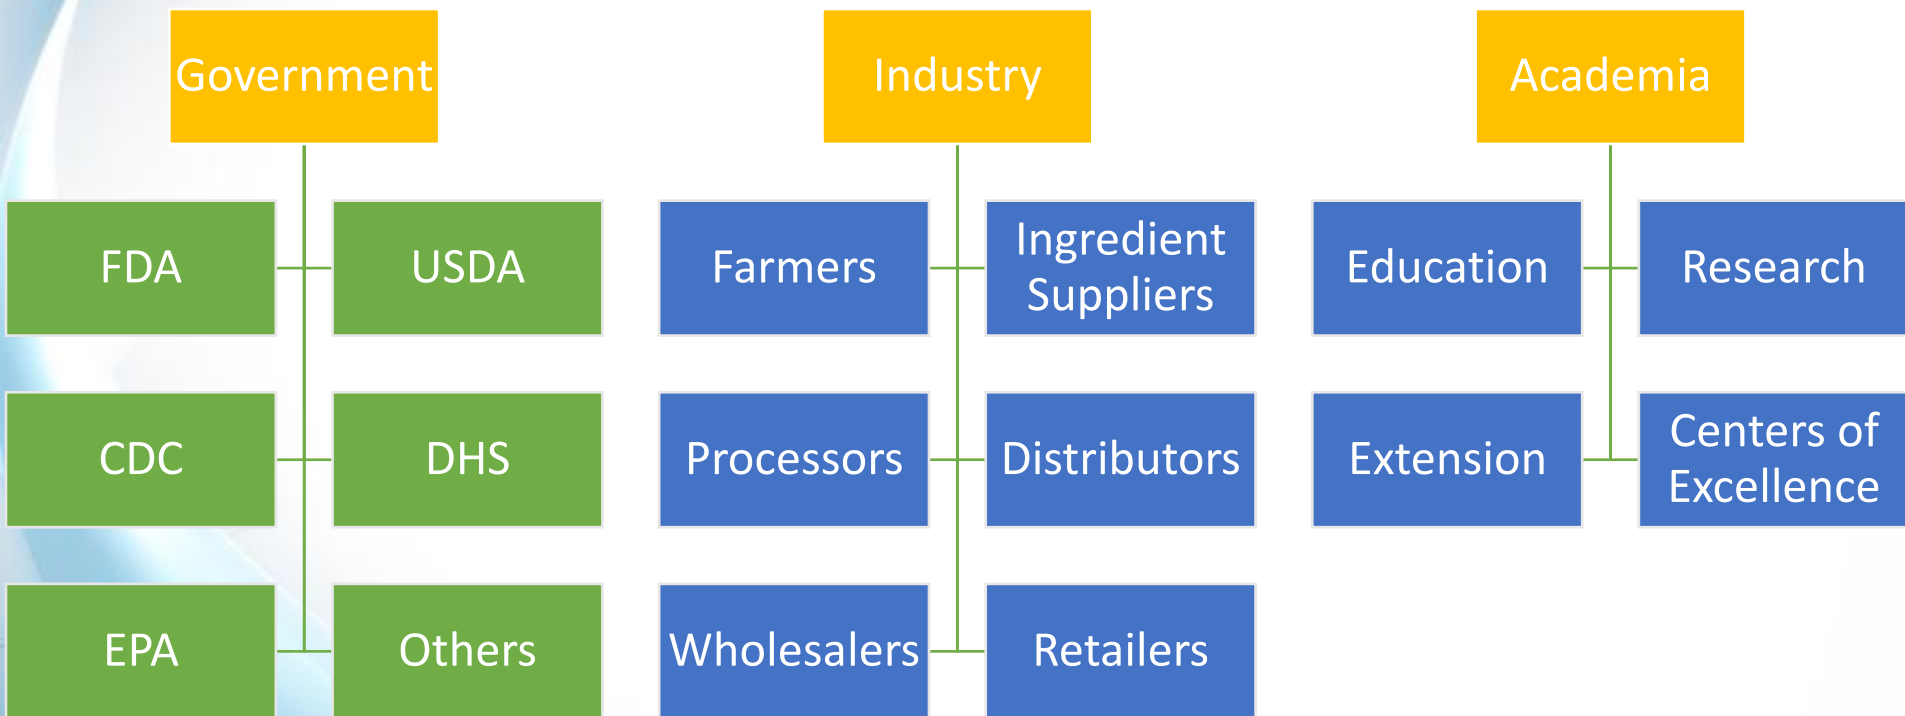 Government
Industry
Academia
FDA
USDA
Farmers
Ingredient
Suppliers
Education
Research
CDC
DHS
Processors
Distributors
Extension
Centers of
Excellence
EPA
Others
Wholesalers
Retailers